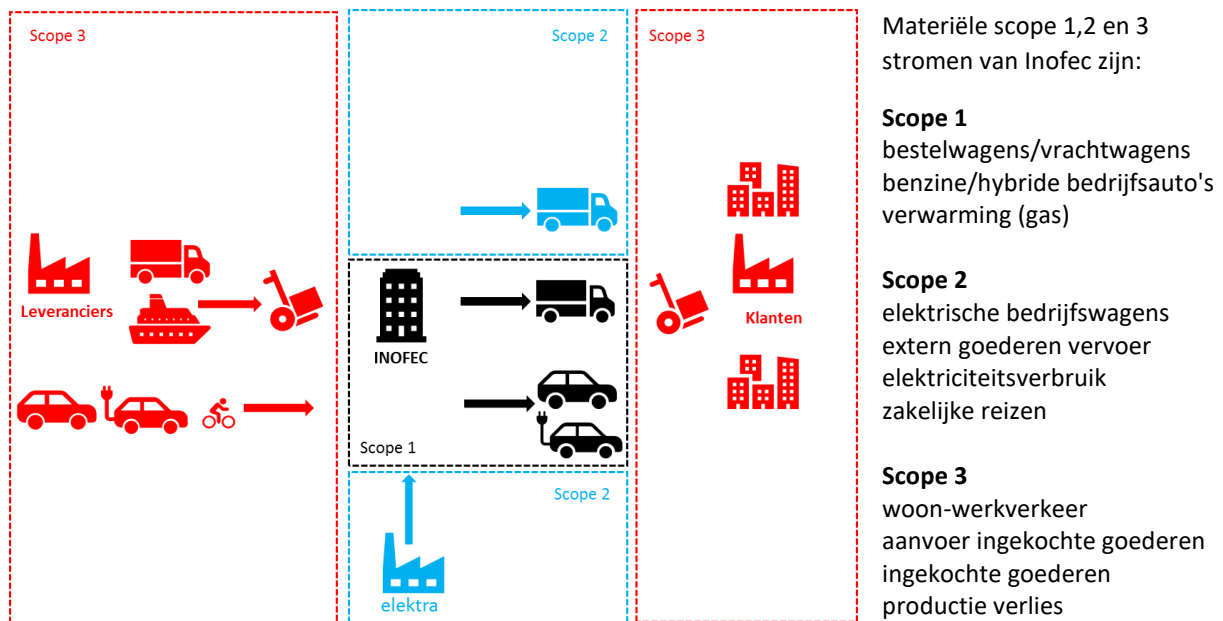 Scope 3
Scope 2
Scope 3
Leveranciers
INOFEC
Klanten
Scope 1
Scope 2
elektra
Materiële scope 1,2 en 3
stromen van Inofec zijn:
Scope 1
bestelwagens/vrachtwagens
benzine/hybride bedrijfsauto's
verwarming (gas)
Scope 2
elektrische bedrijfswagens
extern goederen vervoer
elektriciteitsverbruik
zakelijke reizen
Scope 3
woon-werkverkeer
aanvoer ingekochte goederen
ingekochte goederen
productie verlies